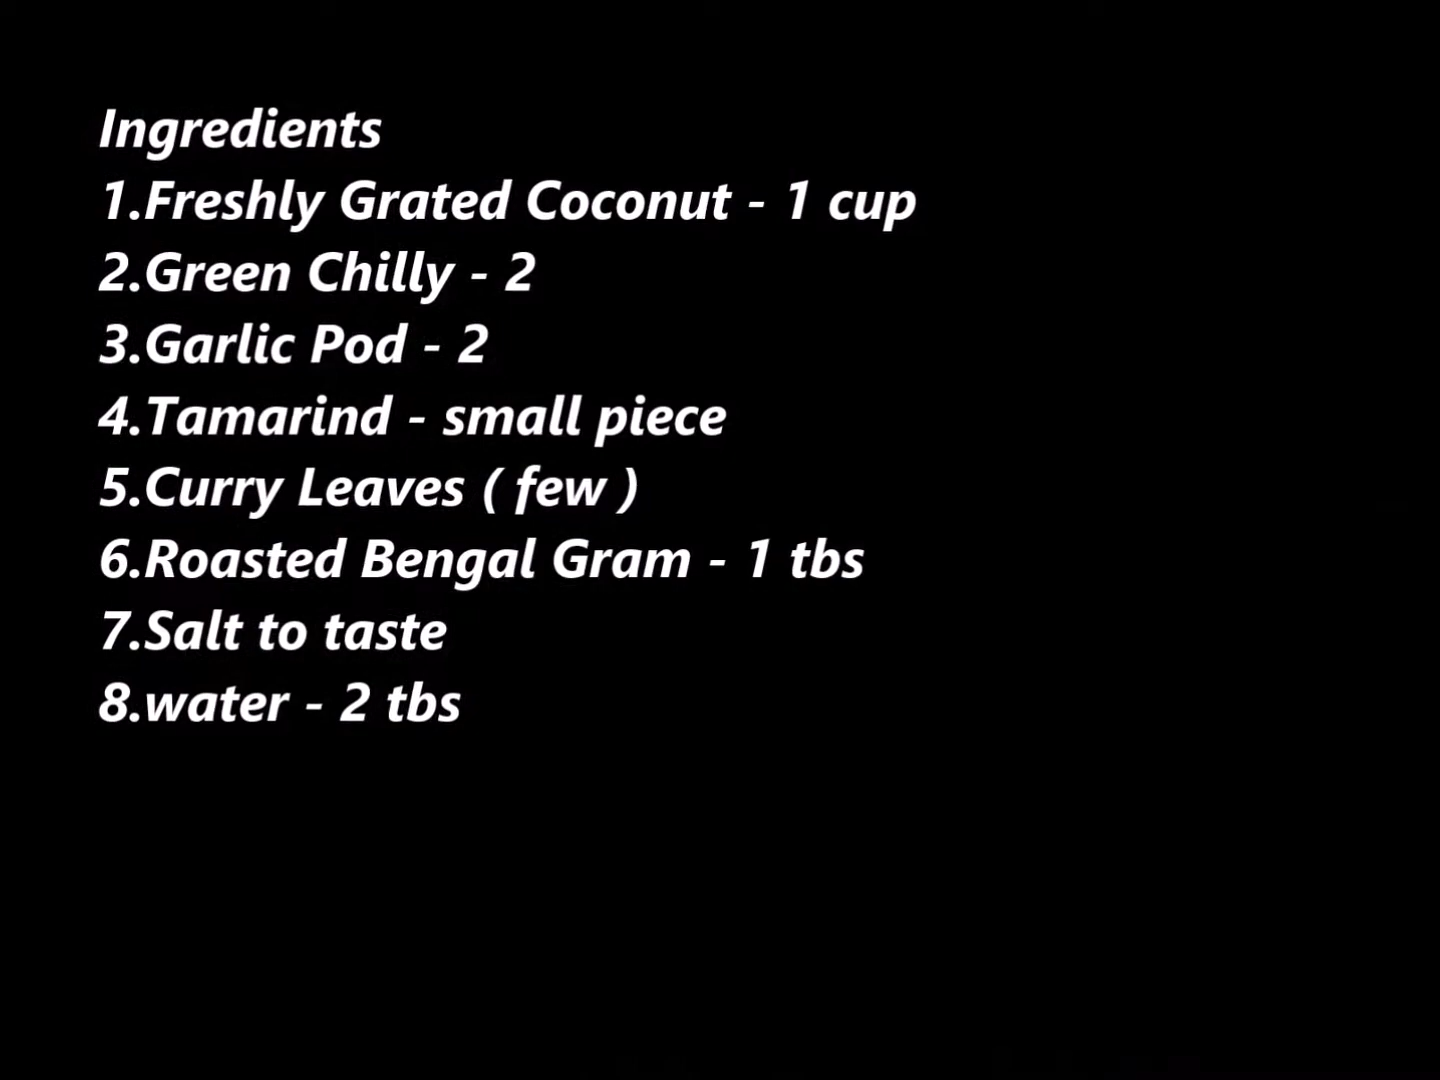 Ingredients
1.Freshly Grated Coconut - 1 cup
2.Green Chilly - 2
3.Garlic Pod - 2
4.Tamarind - small piece
5.Curry Leaves ( few )
6.Roasted Bengal Gram - 1 tbs
7.Salt to taste
8.water - 2 tbs